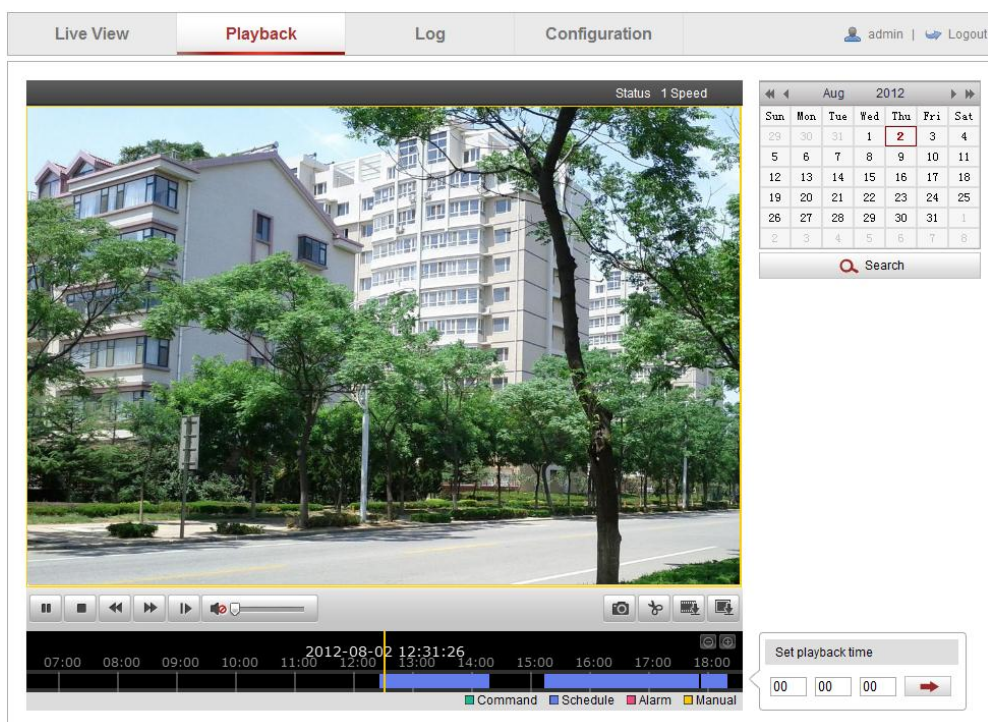 Live View Playback Log Configuration admin | Logout
Status 1 Speed
Aug 2012
Sun Mon Tue Wed Thu Fri Sat
29 30 31 1 2 3 4
5 6 7 8 9 10 11
12 13 14 15 16 17 18
19 20 21 22 23 24 25
26 27 28 29 30 31 1
2 3 4 5 6 7 8
Search
2012-08-02 12:31:26
07:00 08:00 09:00 10:00 11:00 12:00 13:00 14:00 15:00 16:00 17:00 18:00
Command Schedule Alarm Manual
Set playback time
00 00 00